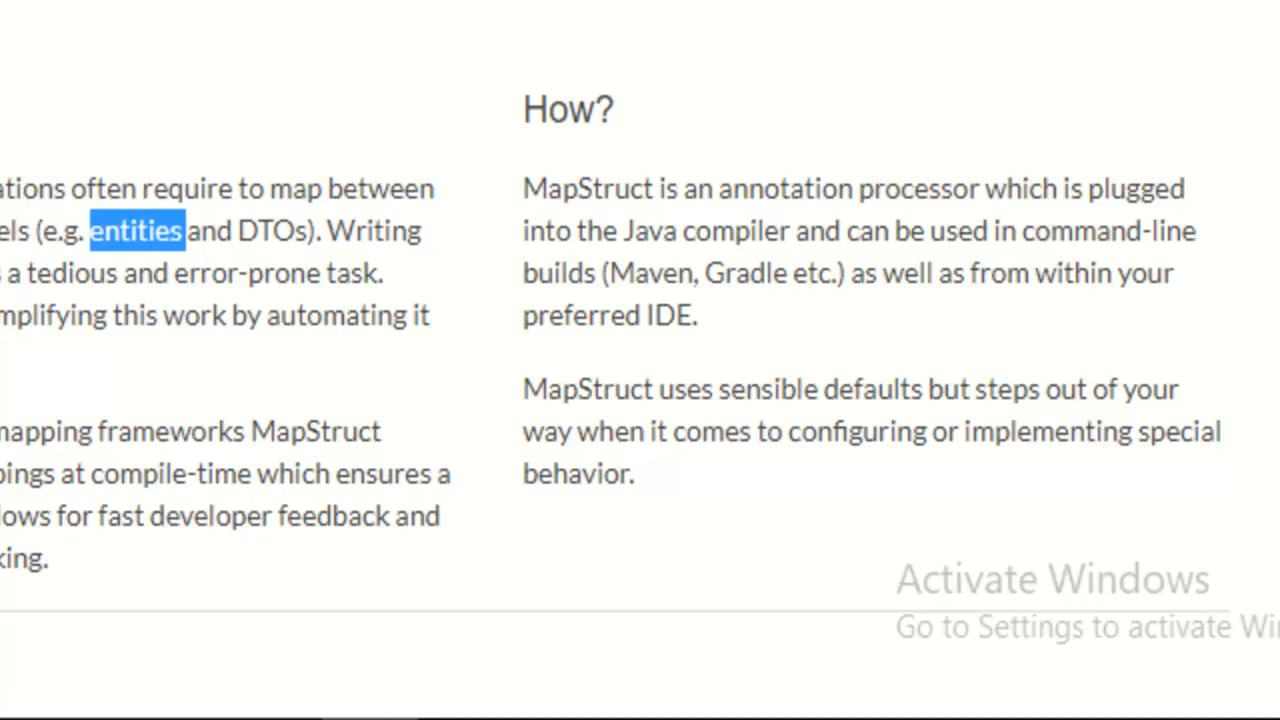 ations often require to map between
els (e.g. entities and DTOs). Writing
s a tedious and error-prone task.
mplifying this work by automating it
mapping frameworks MapStruct
pings at compile-time which ensures a
lows for fast developer feedback and
king.
How?
MapStruct is an annotation processor which is plugged
into the Java compiler and can be used in command-line
builds (Maven, Gradle etc.) as well as from within your
preferred IDE.
MapStruct uses sensible defaults but steps out of your
way when it comes to configuring or implementing special
behavior.
Activate Windows
Go to Settings to activate Win